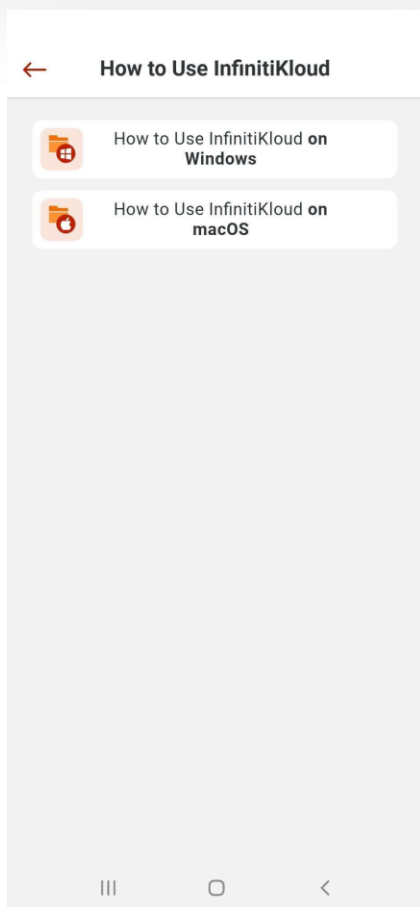 How to Use InfinitiKloud
How to Use InfinitiKloud on
Windows
How to Use InfinitiKloud on
macOS